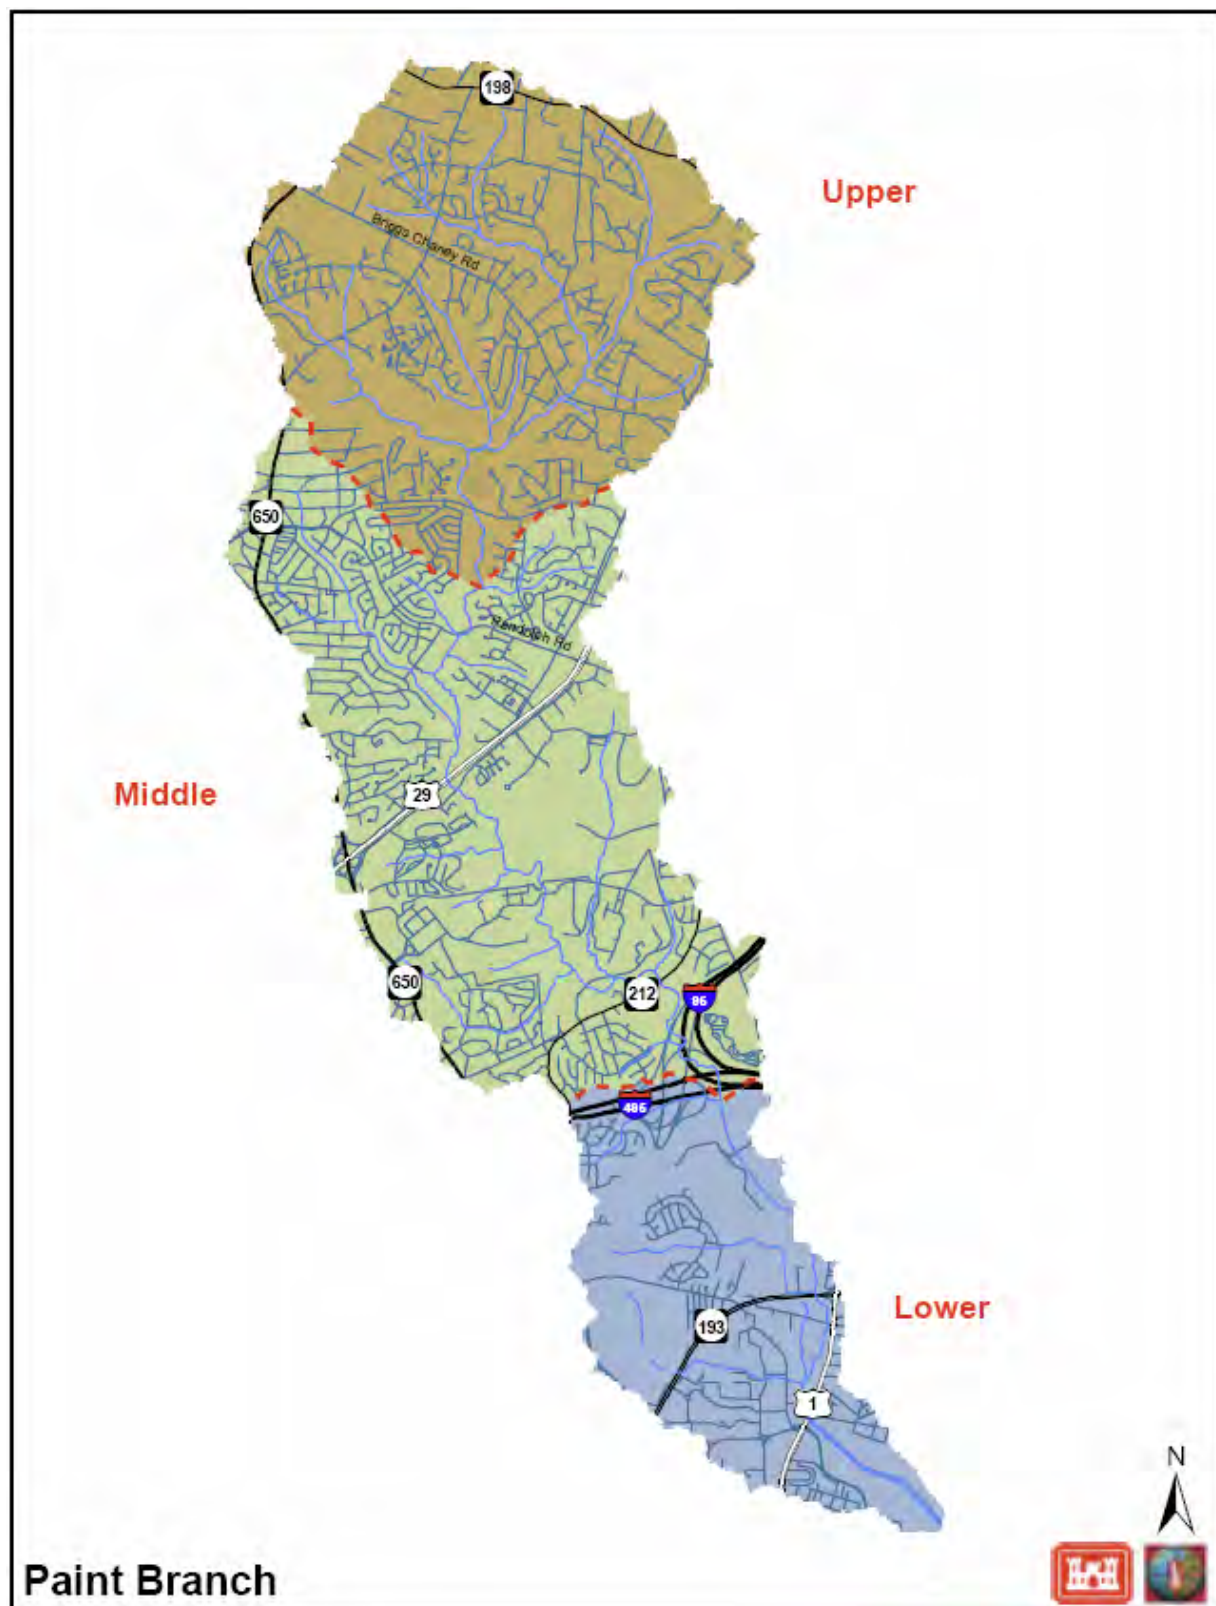 198
Upper
Briggs Chaney Rd
650
Randolph Rd
Middle
29
650
212
95
495
Lower
193
1
N
Paint Branch